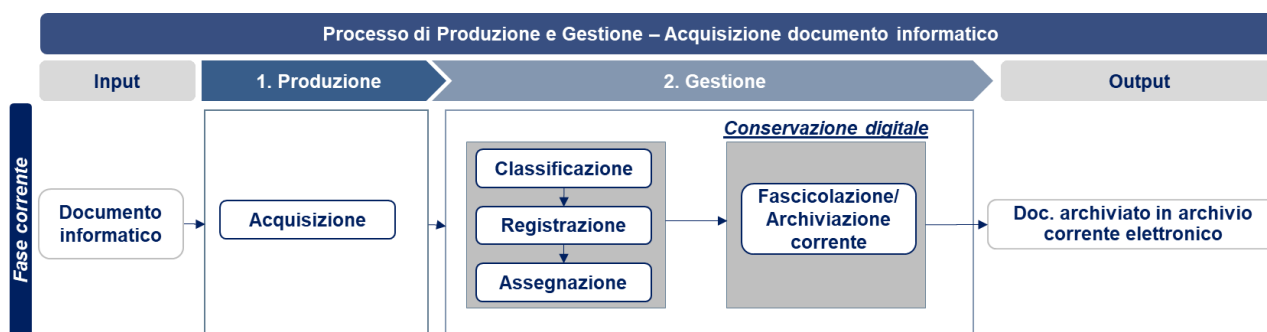 Processo di Produzione e Gestione – Acquisizione documento informatico
Input
1. Produzione
2. Gestione
Output
Fase corrente
Documento
informatico
Acquisizione
Classificazione
Registrazione
Assegnazione
Conservazione digitale
Fascicolazione/
Archiviazione
corrente
Doc. archiviato in archivio
corrente elettronico